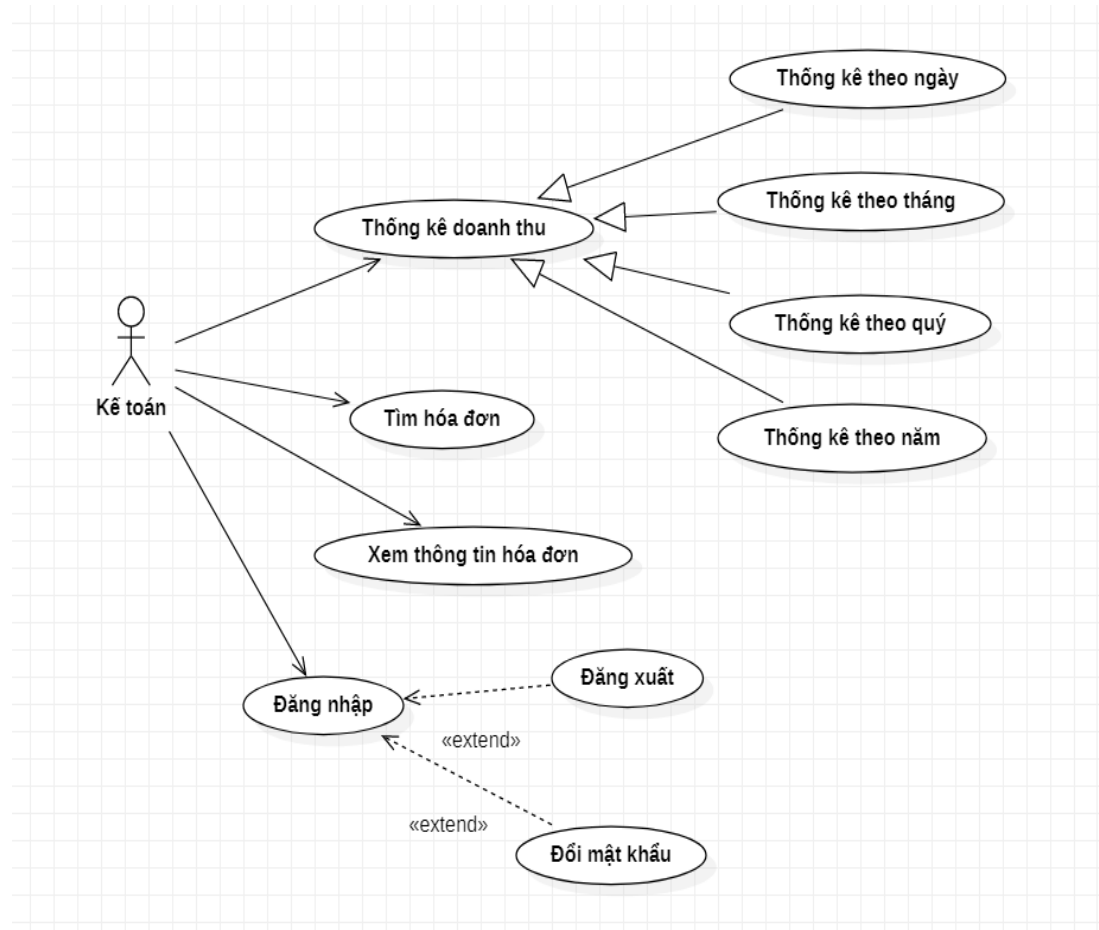 Thống kê theo ngày
Thống kê theo tháng
Thống kê doanh thu
Thống kê theo quý
Kế toán
Tìm hóa đơn
Thống kê theo năm
Xem thông tin hóa đơn
Đăng xuất
Đăng nhập
«extend»
«extend»
Đổi mật khẩu